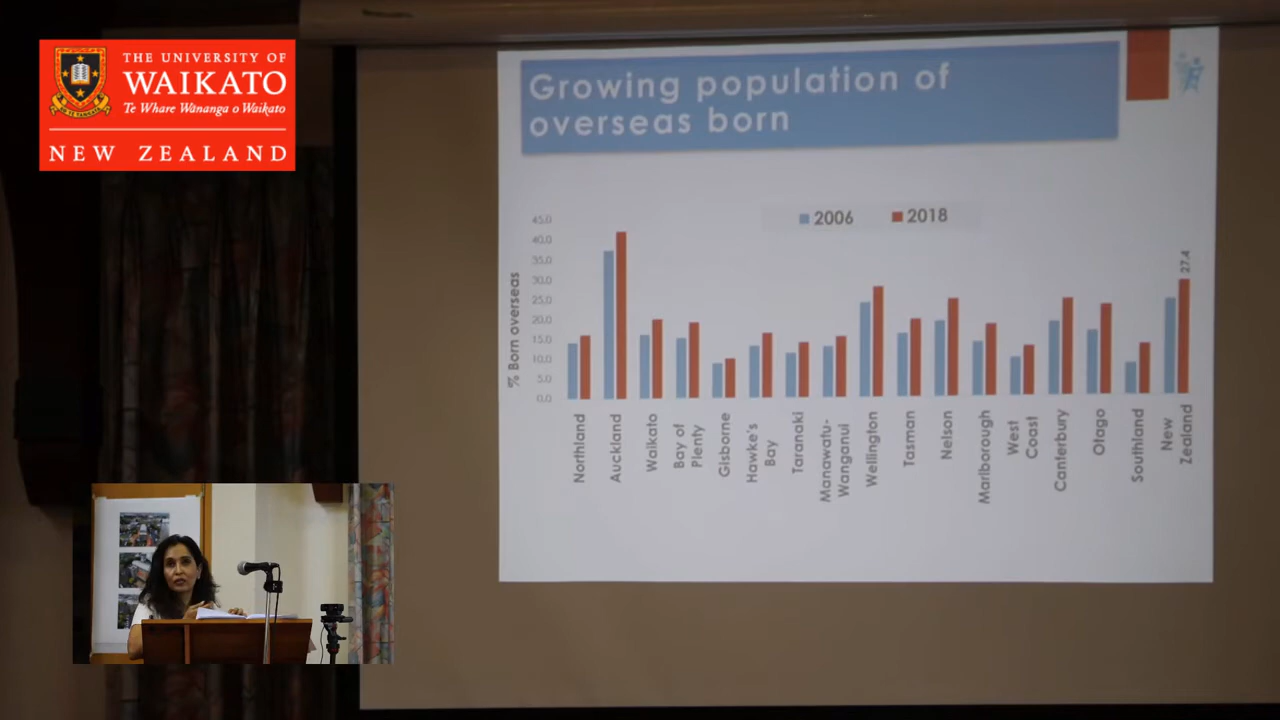 THE UNIVERSITY OF
WAIKATO
Te Whare Wānanga o Waikato
NEW ZEALAND
Growing population of
overseas born
2006
2018
% Born overseas
45.0
40.0
35.0
30.0
25.0
20.0
15.0
10.0
5.0
0.0
27.4
Northland
Auckland
Waikato
Bay of
Plenty
Gisborne
Hawke's
Bay
Taranaki
Manawatu-
Wanganui
Wellington
Tasman
Nelson
Marlborough
West
Coast
Canterbury
Otago
Southland
New
Zealand